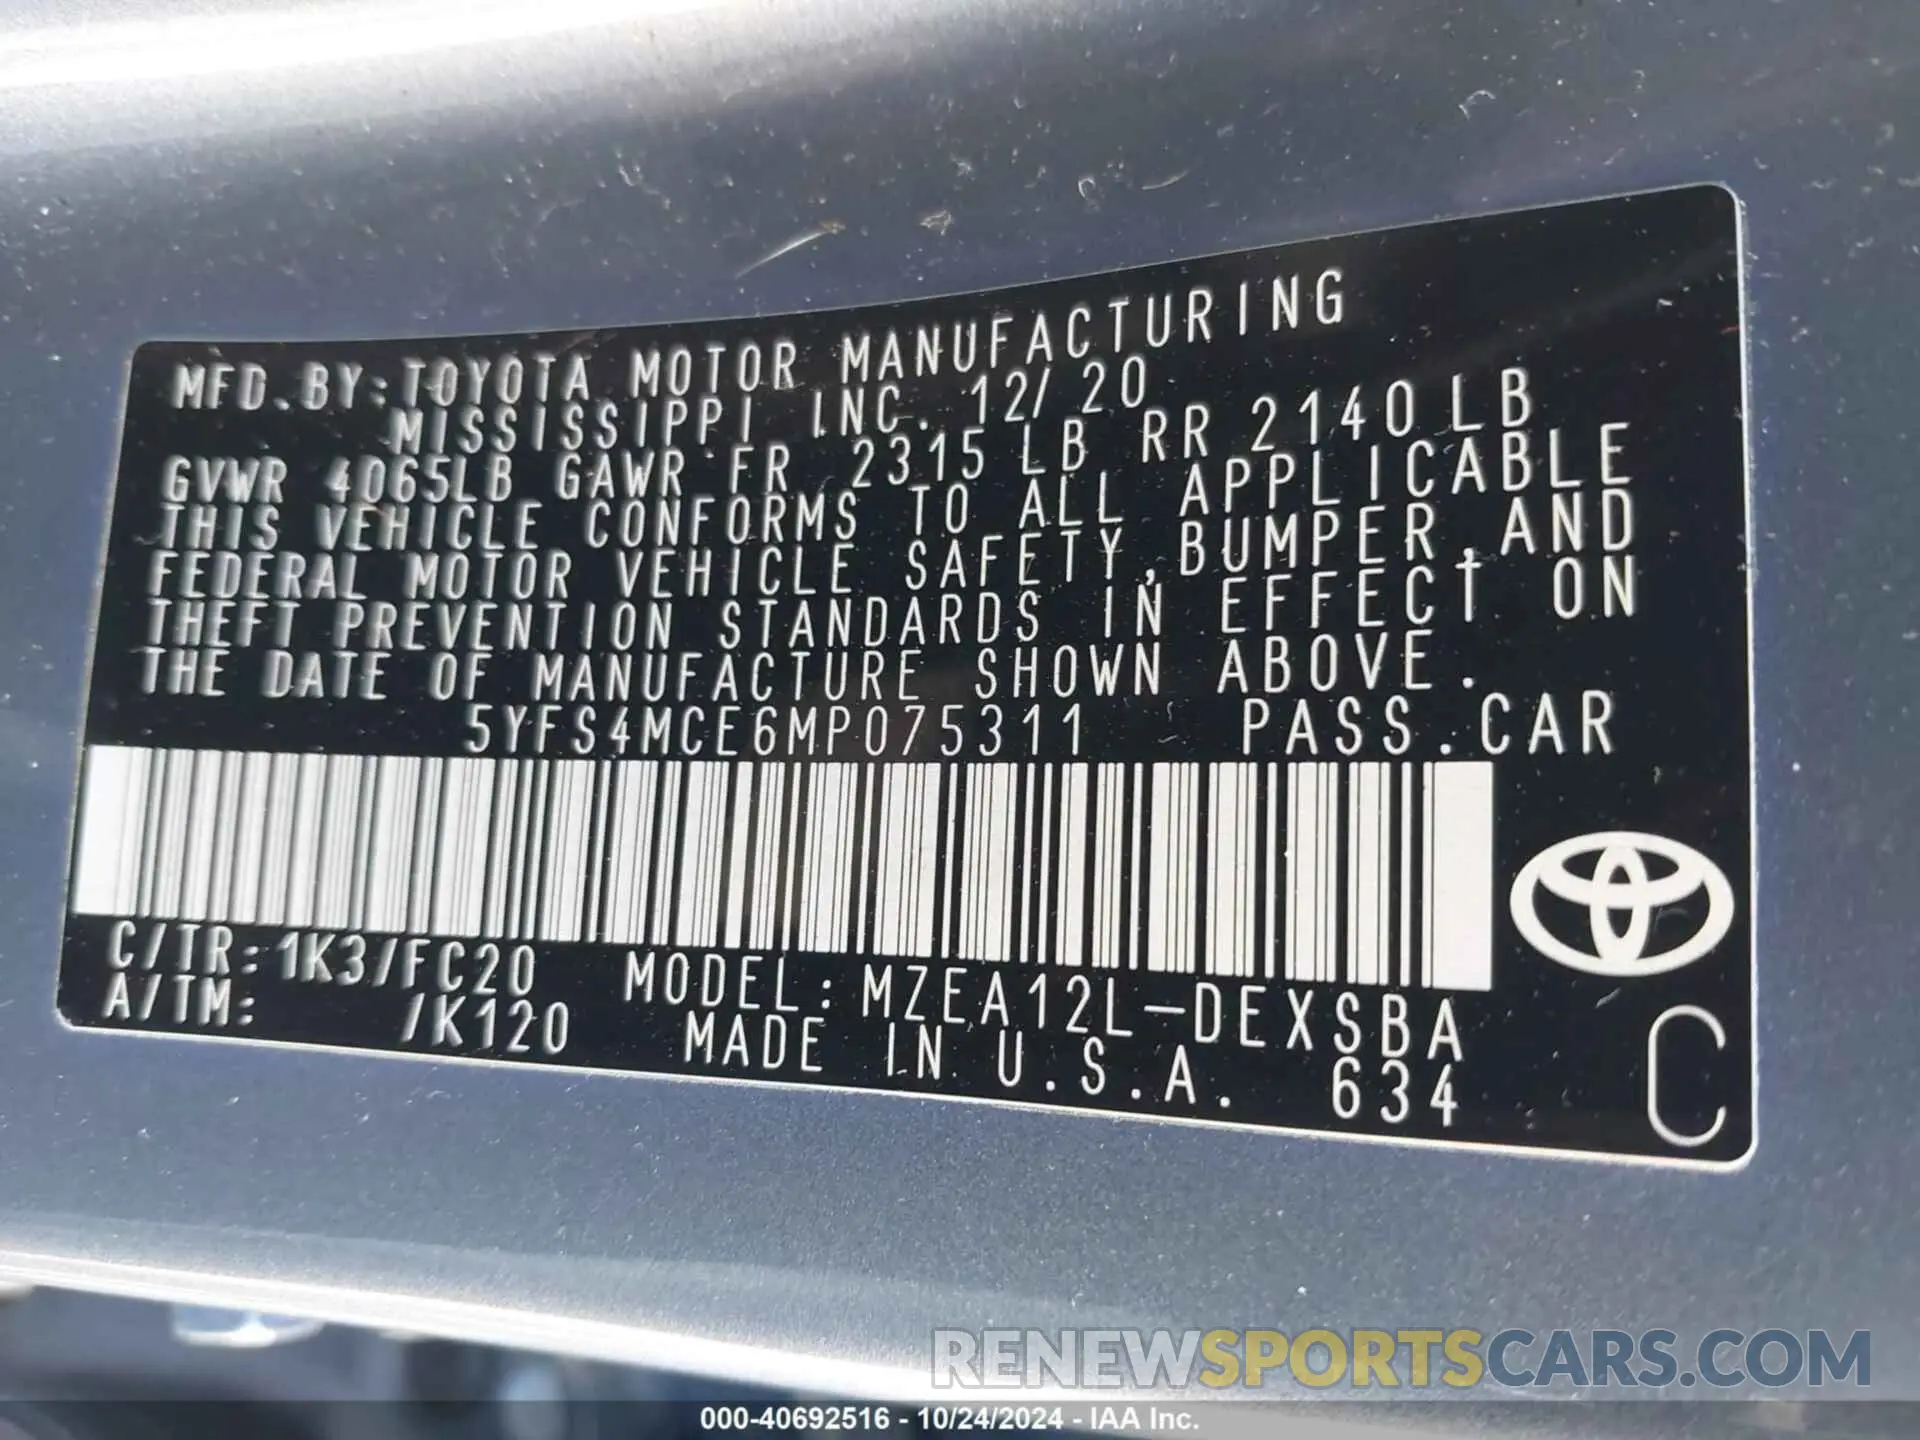 MFD.BY:TOYOTA MOTOR MANUFACTURING
MISSISSIPPI INC. 12/20
GVWR 4065LB GAWR FR 2315 LB RR 2140LB
THIS VEHICLE CONFORMS TO ALL APPLICABLE
FEDERAL MOTOR VEHICLE SAFETY,BUMPER,AND
THEFT PREVENTION STANDARDS IN EFFECT ON
THE DATE OF MANUFACTURE SHOWN ABOVE.
5YFS4MCE6MP075311 PASS.CAR
C/TR:1K3/FC20 MODEL:MZEA12L-DEXSBA
A/TM: /K120 MADE IN U.S.A. 634
C
RENEWSPORTSCARS.COM
000-40692516 - 10/24/2024 - IAA Inc.